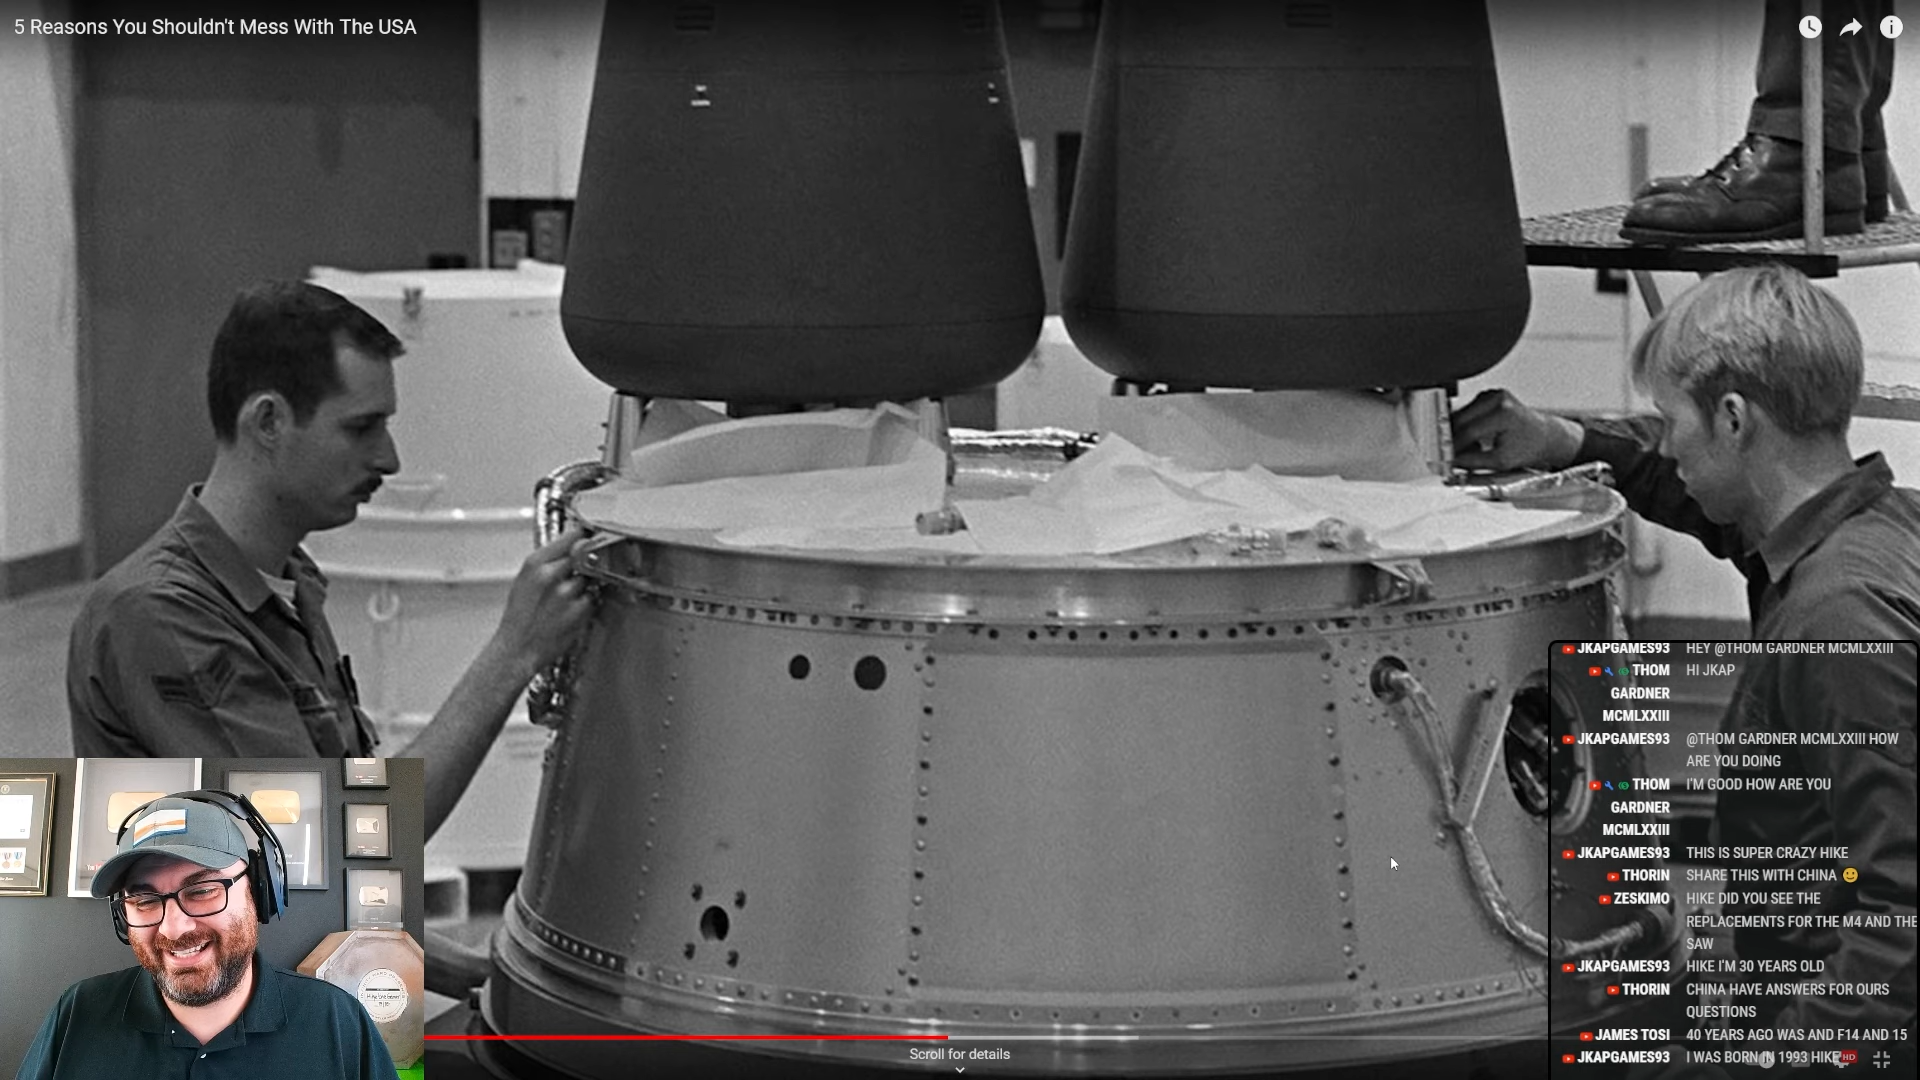 5 Reasons You Shouldn't Mess With The USA
JKAPGAMES93 HEY @THOM GARDNER MCMLXXIII
THOM HI JKAP
GARDNER
MCMLXXIII
JKAPGAMES93 @THOM GARDNER MCMLXXIII HOW
ARE YOU DOING
THOM I'M GOOD HOW ARE YOU
GARDNER
MCMLXXIII
JKAPGAMES93 THIS IS SUPER CRAZY HIKE
THORIN SHARE THIS WITH CHINA 🙂
ZESKIMO HIKE DID YOU SEE THE
REPLACEMENTS FOR THE M4 AND THE
SAW
JKAPGAMES93 HIKE I'M 30 YEARS OLD
THORIN CHINA HAVE ANSWERS FOR OURS
QUESTIONS
JAMES TOSI 40 YEARS AGO WAS AND F14 AND 15
JKAPGAMES93 I WAS BORN IN 1993 HIKE
HD
Scroll for details